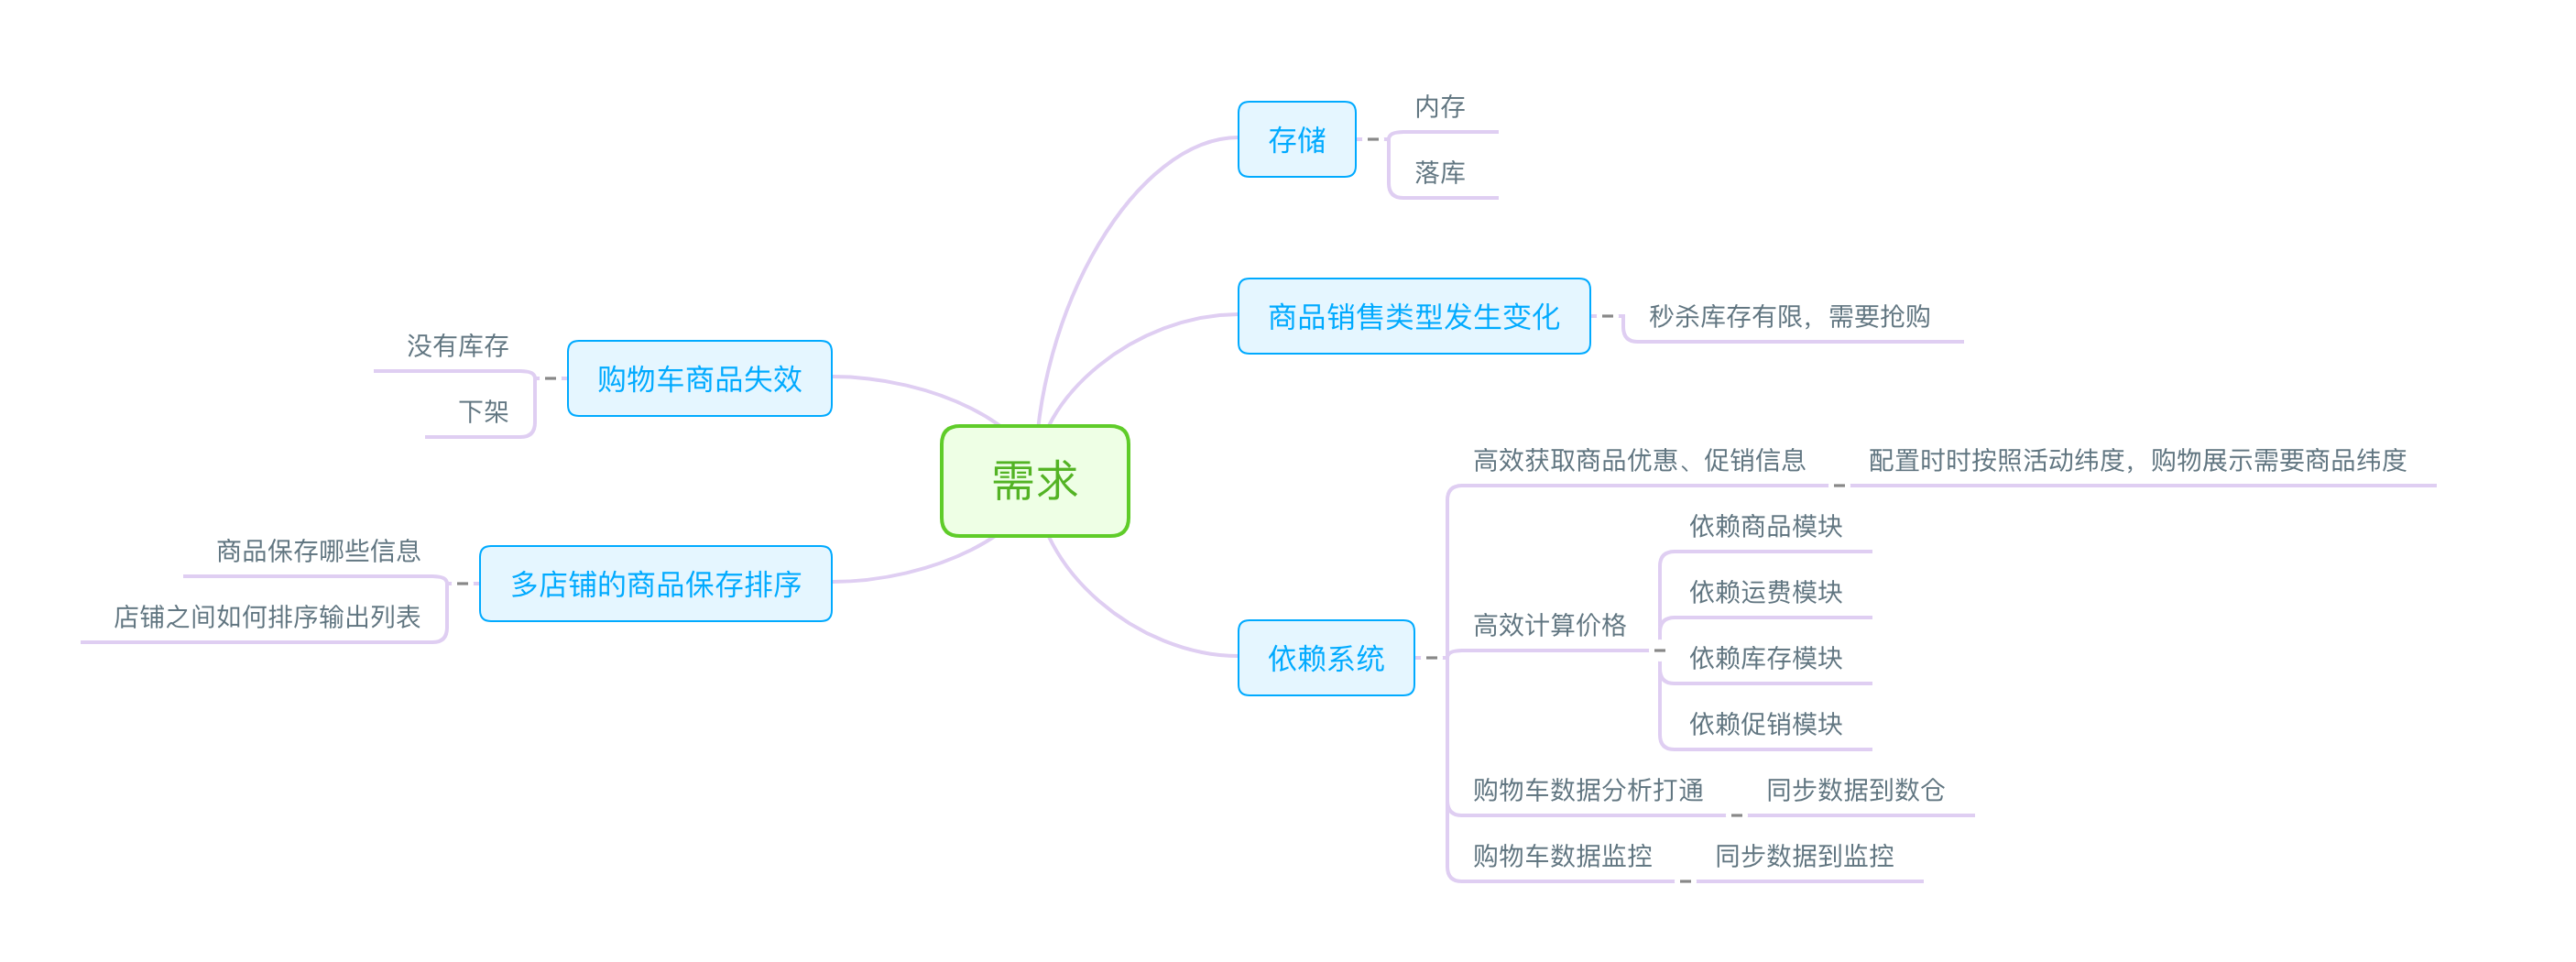 需求
存储
内存
落库
商品销售类型发生变化
秒杀库存有限，需要抢购
依赖系统
高效获取商品优惠、促销信息
配置时时按照活动纬度，购物展示需要商品纬度
高效计算价格
依赖商品模块
依赖运费模块
依赖库存模块
依赖促销模块
购物车数据分析打通
同步数据到数仓
购物车数据监控
同步数据到监控
购物车商品失效
没有库存
下架
多店铺的商品保存排序
商品保存哪些信息
店铺之间如何排序输出列表